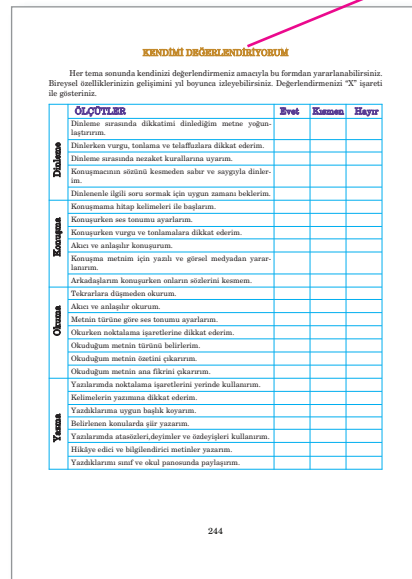 KENDİMİ DEĞERLENDİRİYORUM
Her tema sonunda kendinizi değerlendirmeniz amacıyla bu formdan yararlanabilirsiniz.
Bireysel özelliklerinizin gelişimini yıl boyunca izleyebilirsiniz. Değerlendirmenizi "X" işareti
ile gösteriniz.
ÖLÇÜTLER Evet Kısmen Hayır
Dinleme
Dinleme sırasında dikkatimi dinlediğim metne yoğun-
laştırırım.
Dinlerken vurgu, tonlama ve telaffuzlara dikkat ederim.
Dinleme sırasında nezaket kurallarına uyarım.
Konuşmacının sözünü kesmeden sabır ve saygıyla dinler-
im.
Dinlenenle ilgili soru sormak için uygun zamanı beklerim.
Konuşma
Konuşmama hitap kelimeleri ile başlarım.
Konuşurken ses tonumu ayarlarım.
Konuşurken vurgu ve tonlamalara dikkat ederim.
Akıcı ve anlaşılır konuşurum.
Konuşma metnim için yazılı ve görsel medyadan yarar-
lanırım.
Arkadaşlarım konuşurken onların sözlerini kesmem.
Okuma
Tekrarlara düşmeden okurum.
Akıcı ve anlaşılır okurum.
Metnin türüne göre ses tonumu ayarlarım.
Okurken noktalama işaretlerine dikkat ederim.
Okuduğum metnin türünü belirlerim.
Okuduğum metnin özetini çıkarırım.
Okuduğum metnin ana fikrini çıkarırım.
Yazma
Yazılarımda noktalama işaretlerini yerinde kullanırım.
Kelimelerin yazımına dikkat ederim.
Yazdıklarıma uygun başlık koyarım.
Belirlenen konularda şiir yazarım.
Yazılarımda atasözleri,deyimler ve özdeyişleri kullanırım.
Hikâye edici ve bilgilendirici metinler yazarım.
Yazdıklarımı sınıf ve okul panosunda paylaşırım.
244